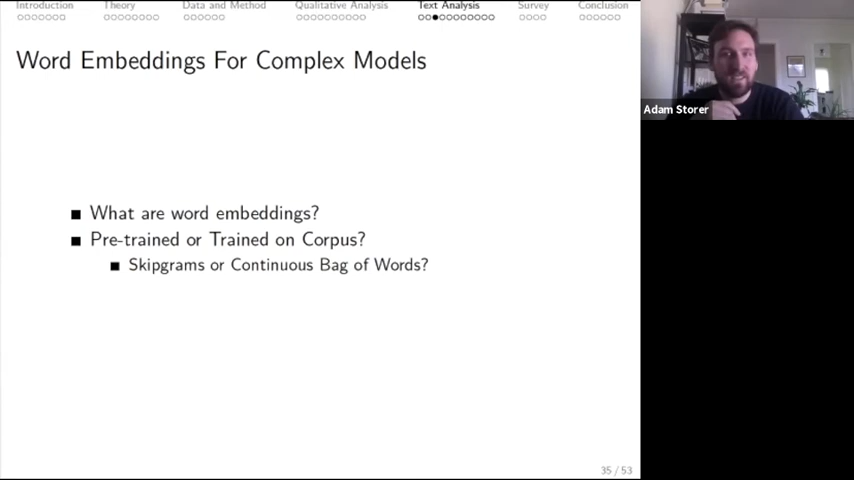 Introduction Theory Data and Method Qualitative Analysis Text Analysis Survey Conclusion
Word Embeddings For Complex Models
What are word embeddings?
Pre-trained or Trained on Corpus?
Skipgrams or Continuous Bag of Words?
35 / 53
Adam Storer